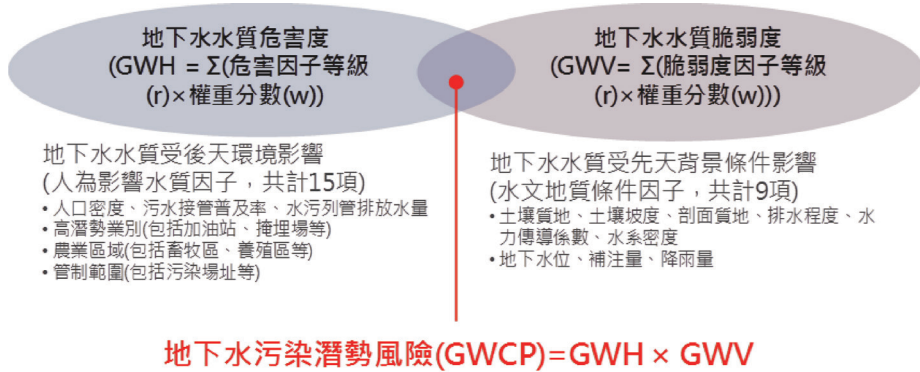 地下水水質危害度
(GWH = Σ(危害因子等級
(r)×權重分數(w))
地下水水質脆弱度
(GWV= Σ(脆弱度因子等級
(r)×權重分數(w)))
地下水水質受後天環境影響
(人為影響水質因子，共計15項)
•人口密度、污水接管普及率、水污列管排放水量
•高潛勢業別(包括加油站、掩埋場等)
•農業區域(包括畜牧區、養殖區等)
•管制範圍(包括污染場址等)
地下水水質受先天背景條件影響
(水文地質條件因子，共計9項)
•土壤質地、土壤坡度、剖面質地、排水程度、水
力傳導係數、水系密度
•地下水位、補注量、降雨量
地下水污染潛勢風險(GWCP)=GWH × GWV